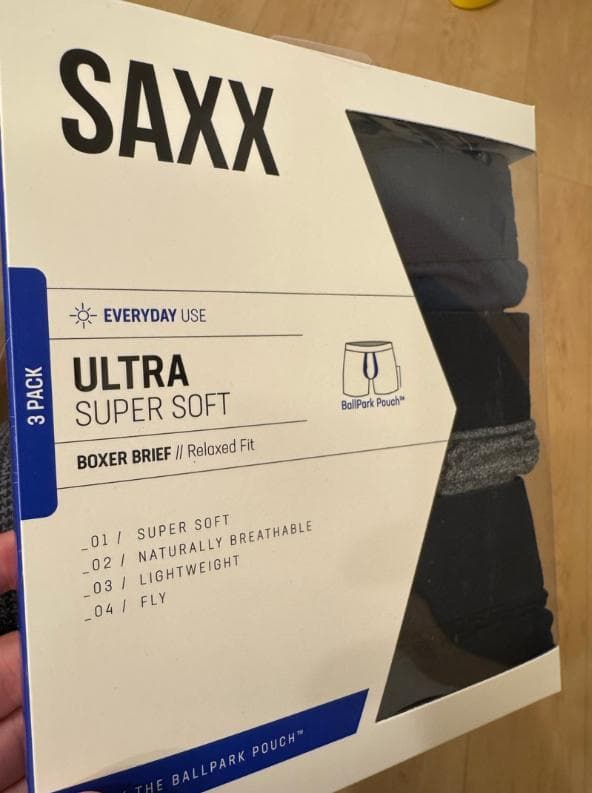 SAXX
3 PACK
EVERYDAY USE
ULTRA
SUPER SOFT
BallPark Pouch™
BOXER BRIEF // Relaxed Fit
_01 / SUPER SOFT
_02 / NATURALLY BREATHABLE
_03 / LIGHTWEIGHT
_04 / FLY
THE BALLPARK POUCH™